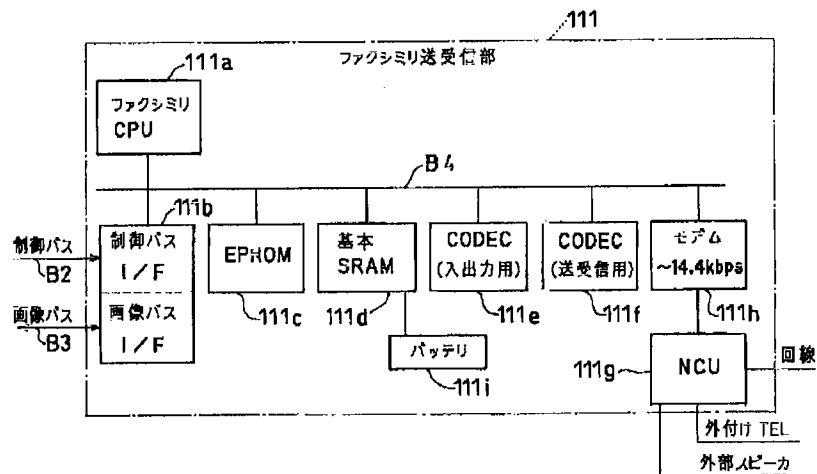 111
ファクシミリ送受信部
111a
ファクシミリ
CPU
B4
111b
制御バス
B2
制御バス
I/F
画像バス
B3
画像バス
I/F
EPROM
111c
基本
SRAM
111d
CODEC
(入出力用)
111e
CODEC
(送受信用)
111f
モデム
~14.4kbps
111h
バッテリ
111i
111g
NCU
回線
外付け TEL
外部スピーカ